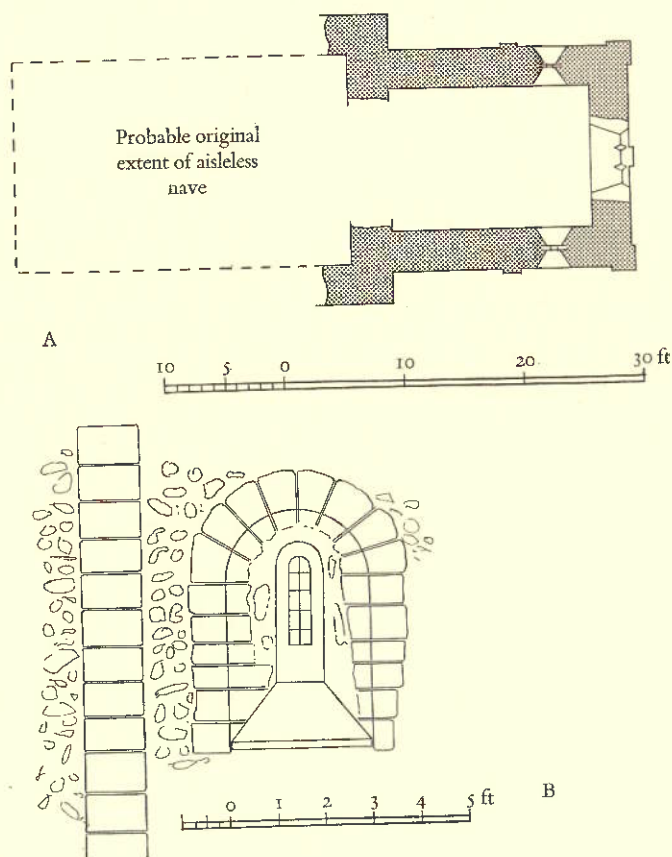 Probable original
extent of aisleless
nave
A
10 5 0 10 20 30 ft
0 1 2 3 4 5 ft
B